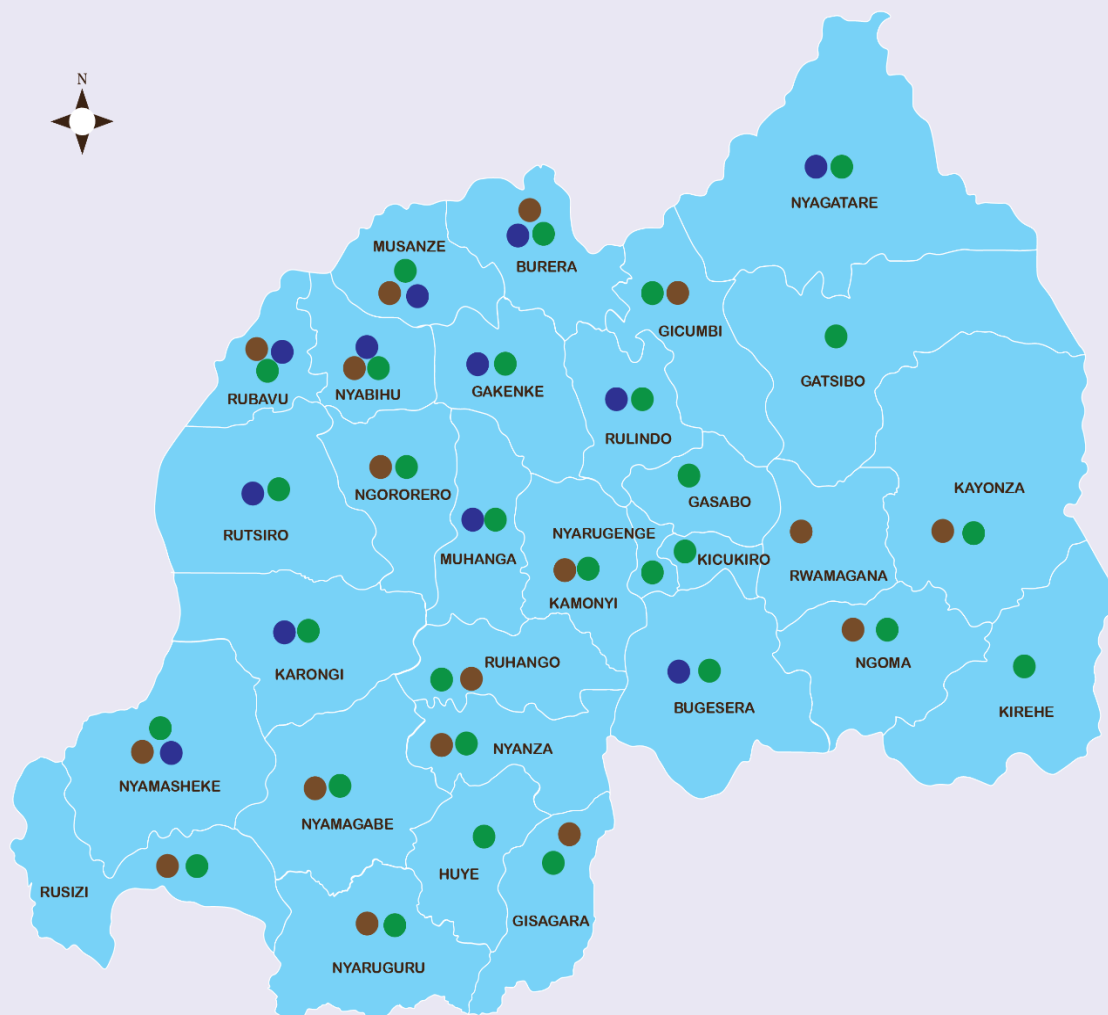 N
NYAGATARE
MUSANZE
BURERA
GICUMBI
GATSIBO
RUBAVU
NYABIHU
GAKENKE
RULINDO
NGORORERO
GASABO
KAYONZA
RUTSIRO
MUHANGA
NYARUGENGE
KICUKIRO
RWAMAGANA
KAMONYI
KARONGI
RUHANGO
NGOMA
BUGESERA
KIREHE
NYANZA
NYAMASHEKE
NYAMAGABE
HUYE
RUSIZI
GISAGARA
NYARUGURU